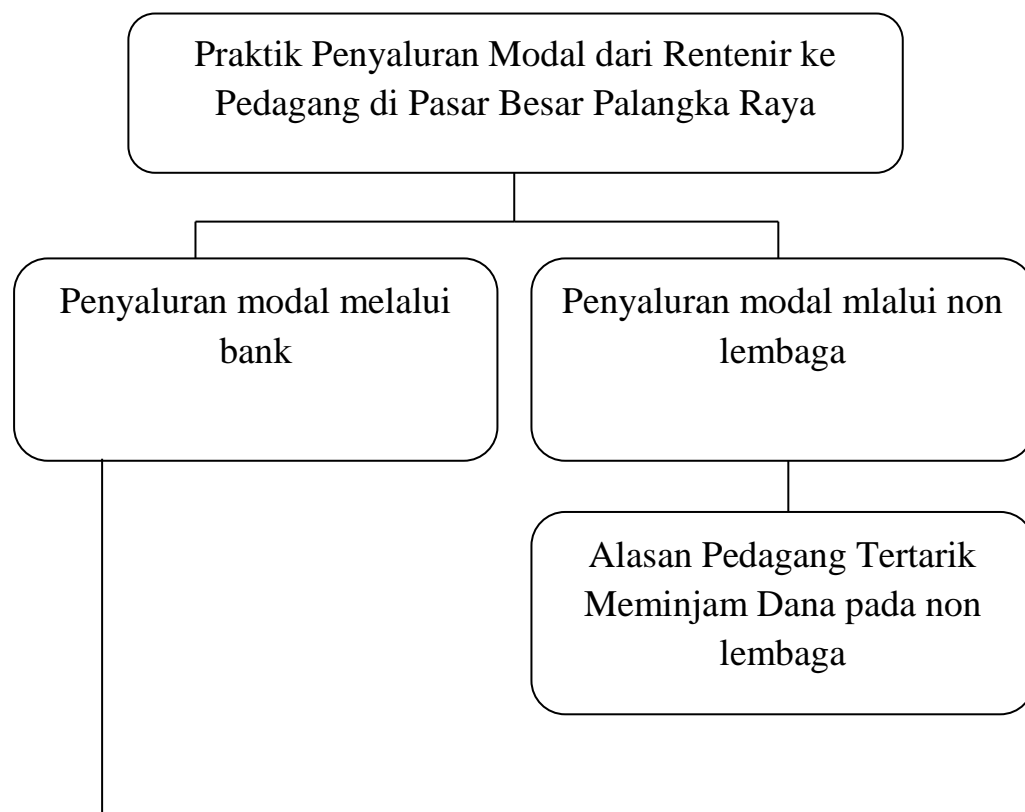 Praktik Penyaluran Modal dari Rentenir ke
Pedagang di Pasar Besar Palangka Raya
Penyaluran modal melalui
bank
Penyaluran modal mlalui non
lembaga
Alasan Pedagang Tertarik
Meminjam Dana pada non
lembaga